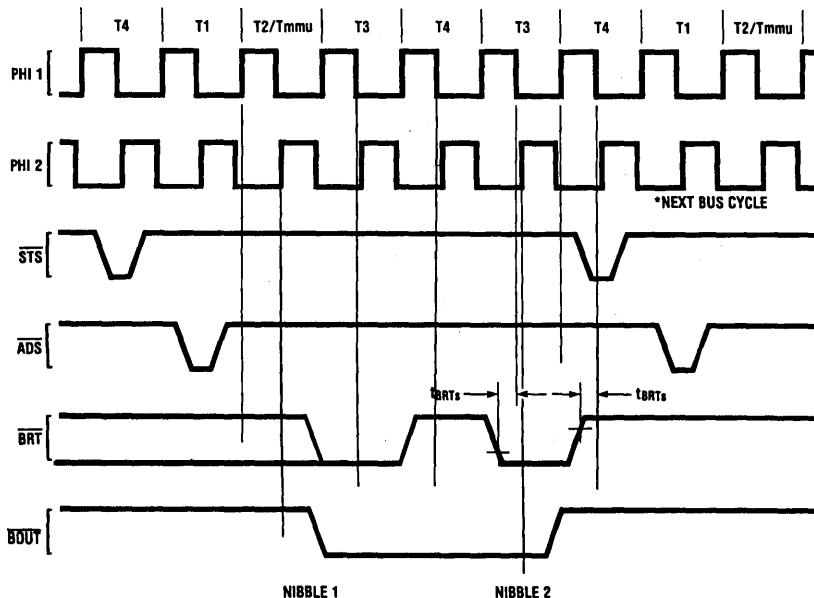 T4 T1 T2/Tmmu T3 T4 T3 T4 T1 T2/Tmmu
PHI 1
PHI 2
*NEXT BUS CYCLE
STS
ADS
tBRTs tBRTs
BRT
BOUT
NIBBLE 1 NIBBLE 2